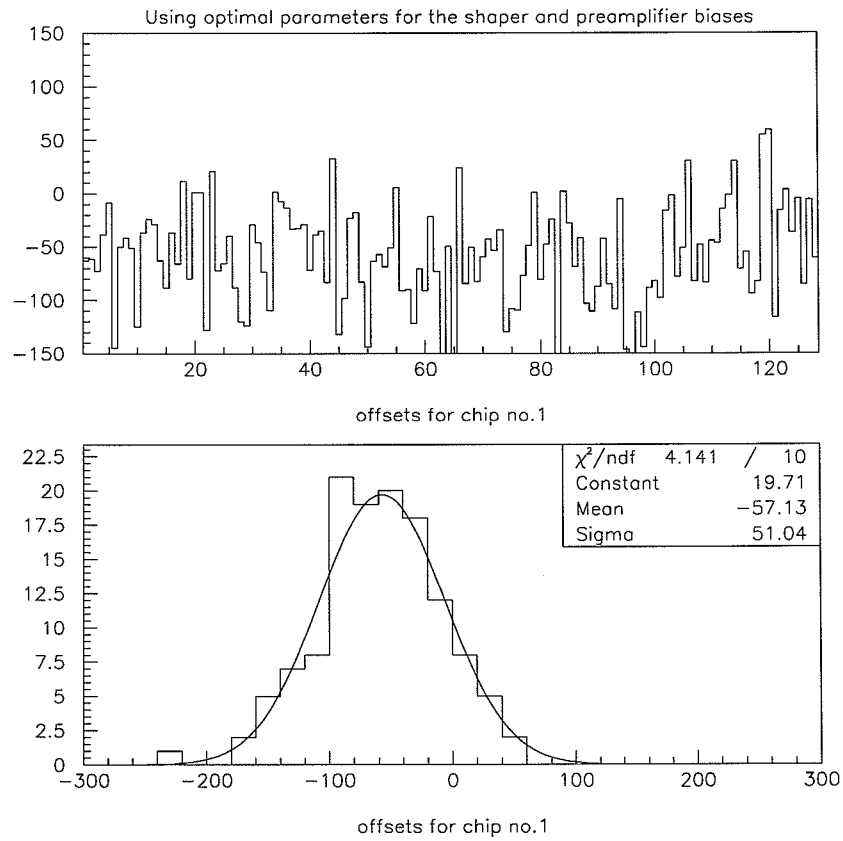 Using optimal parameters for the shaper and preamplifier biases
150
100
50
0
−50
−100
−150
20 40 60 80 100 120
offsets for chip no.1
22.5
20
17.5
15
12.5
10
7.5
5
2.5
0
χ²/ndf 4.141 / 10
Constant 19.71
Mean −57.13
Sigma 51.04
−300 −200 −100 0 100 200 300
offsets for chip no.1